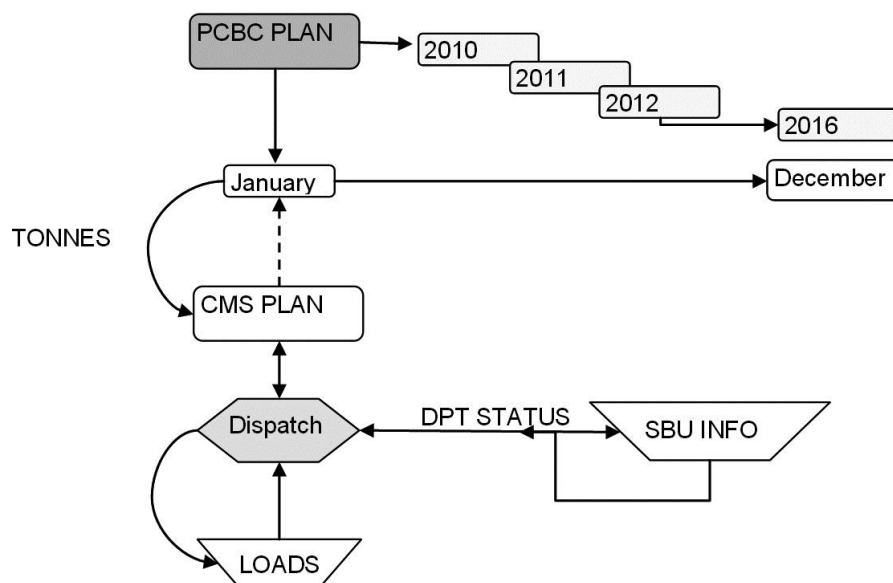 PCBC PLAN
2010
2011
2012
2016
January
December
TONNES
CMS PLAN
Dispatch
DPT STATUS
SBU INFO
LOADS